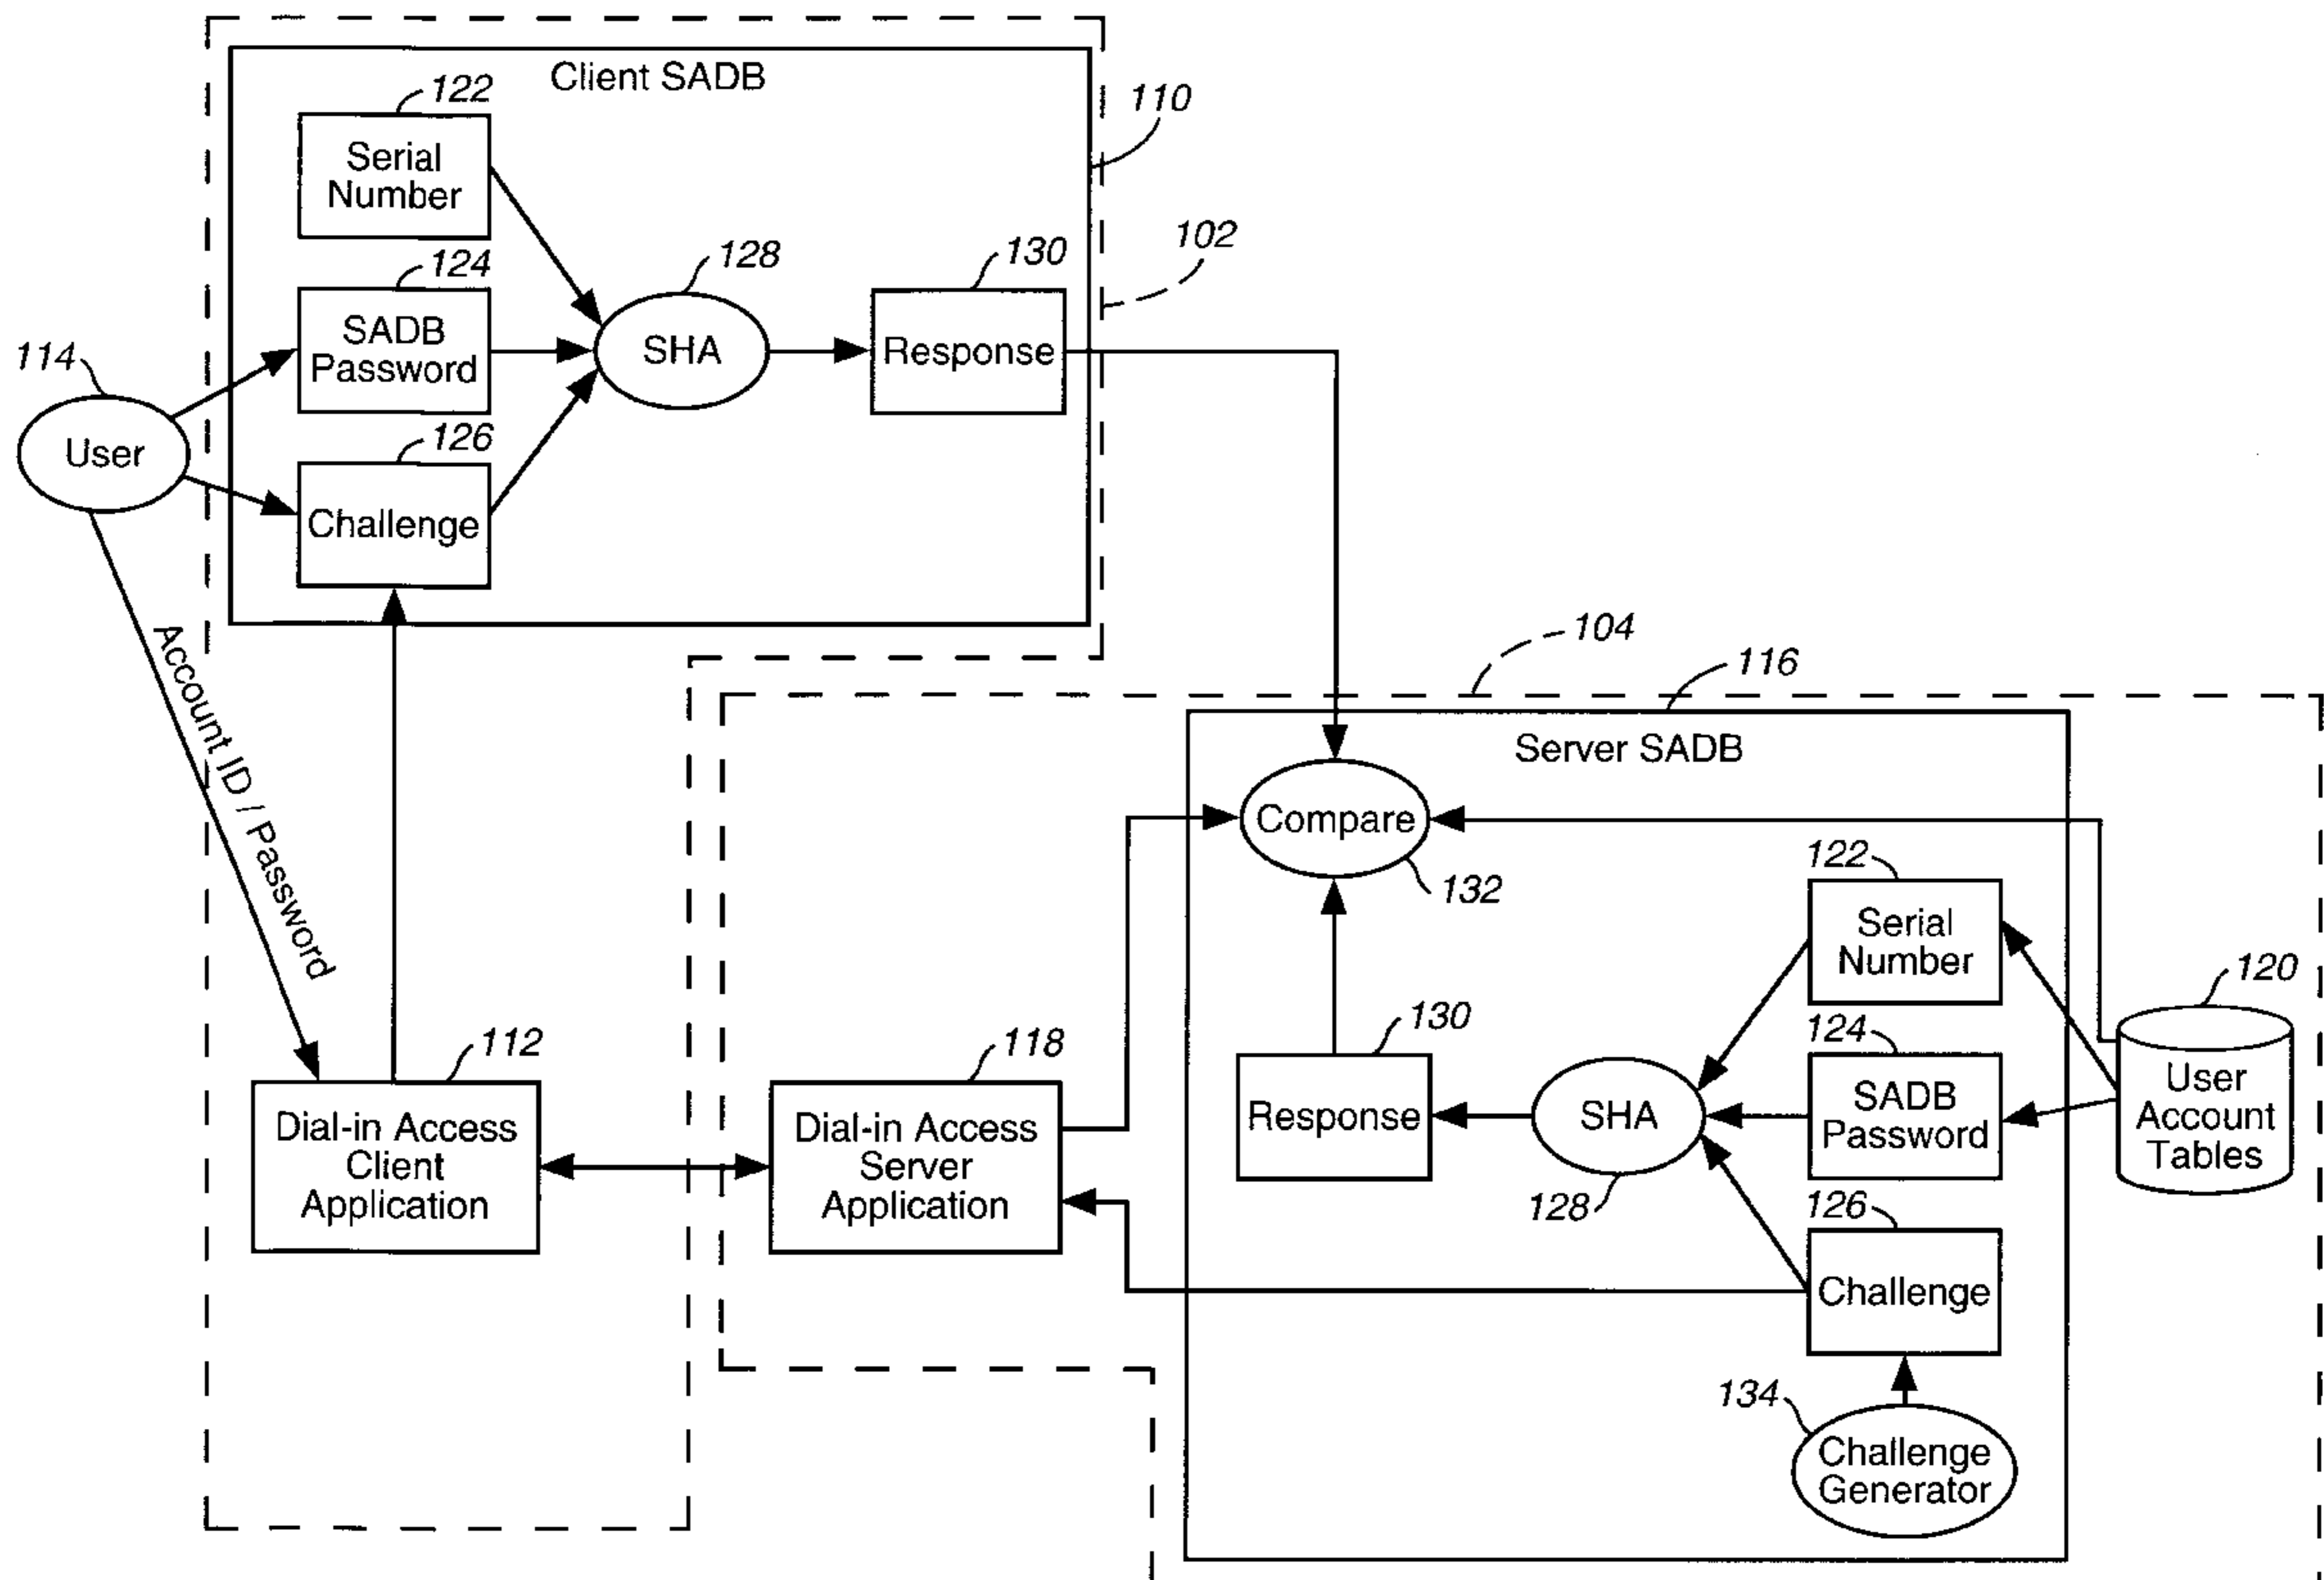 Client SADB
122
110
Serial
Number
102
124
128
130
SADB
Password
SHA
Response
114
User
126
Challenge
Account ID / Password
104
116
Server SADB
Compare
132
122
Serial
Number
120
112
118
130
124
User
Account
Tables
Dial-in Access
Client
Application
Dial-in Access
Server
Application
Response
SHA
SADB
Password
128
126
Challenge
134
Challenge
Generator